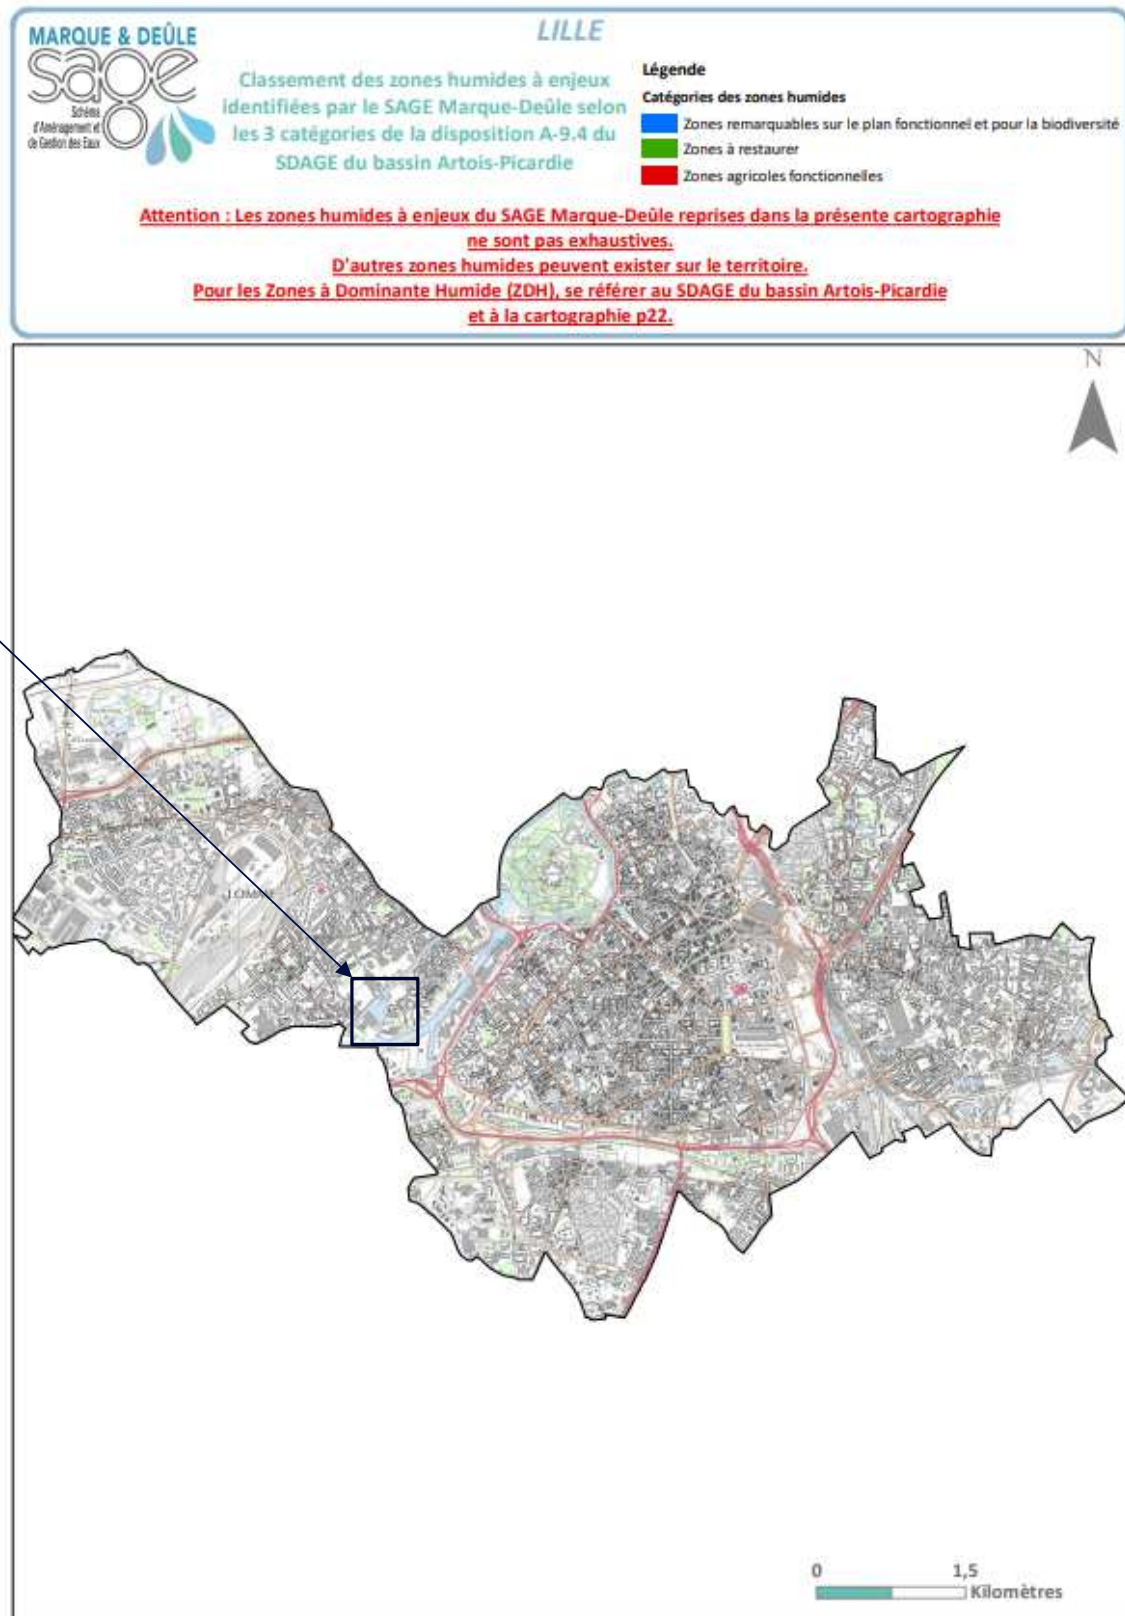 LILLE
MARQUE & DEÛLE
sage
Schéma
d'Aménagement et
de Gestion des Eaux
Classement des zones humides à enjeux
identifiées par le SAGE Marque-Deûle selon
les 3 catégories de la disposition A-9.4 du
SDAGE du bassin Artois-Picardie
Légende
Catégories des zones humides
Zones remarquables sur le plan fonctionnel et pour la biodiversité
Zones à restaurer
Zones agricoles fonctionnelles
Attention : Les zones humides à enjeux du SAGE Marque-Deûle reprises dans la présente cartographie
ne sont pas exhaustives.
D'autres zones humides peuvent exister sur le territoire.
Pour les Zones à Dominante Humide (ZDH), se référer au SDAGE du bassin Artois-Picardie
et à la cartographie p22.
N
LILLE
0 1,5
Kilomètres